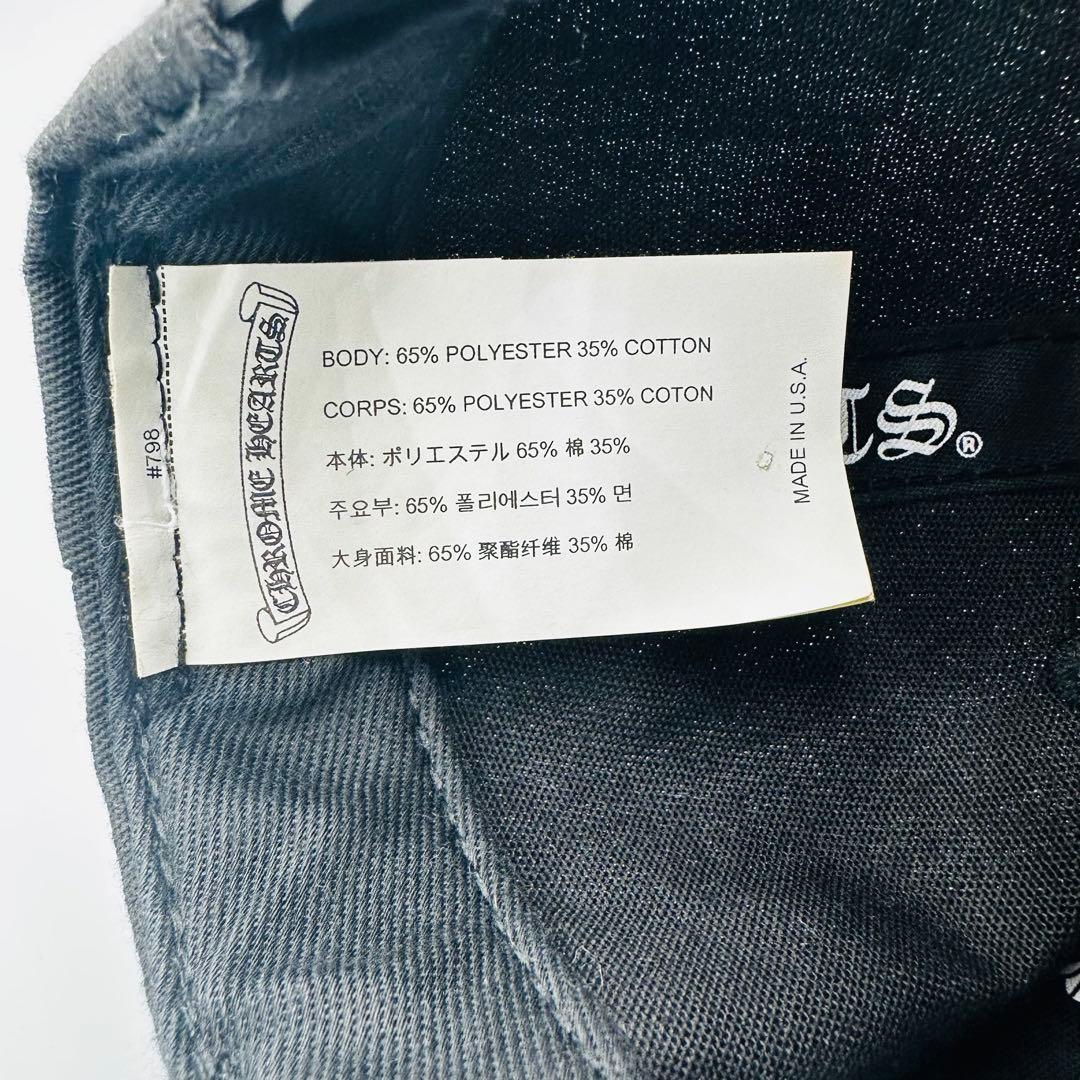 #798
CHROME HEARTS
BODY: 65% POLYESTER 35% COTTON
CORPS: 65% POLYESTER 35% COTON
本体: ポリエステル 65% 棉 35%
주요부: 65% 폴리에스터 35% 면
大身面料: 65% 聚酯纤维 35% 棉
MADE IN U.S.A.
TS®